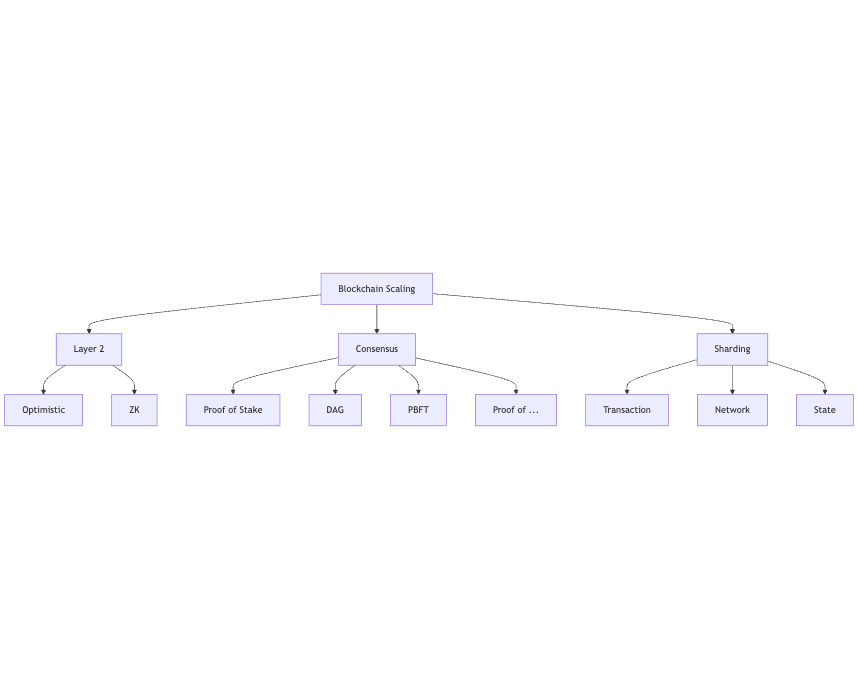 Blockchain Scaling
Layer 2
Consensus
Sharding
Optimistic
ZK
Proof of Stake
DAG
PBFT
Proof of ...
Transaction
Network
State